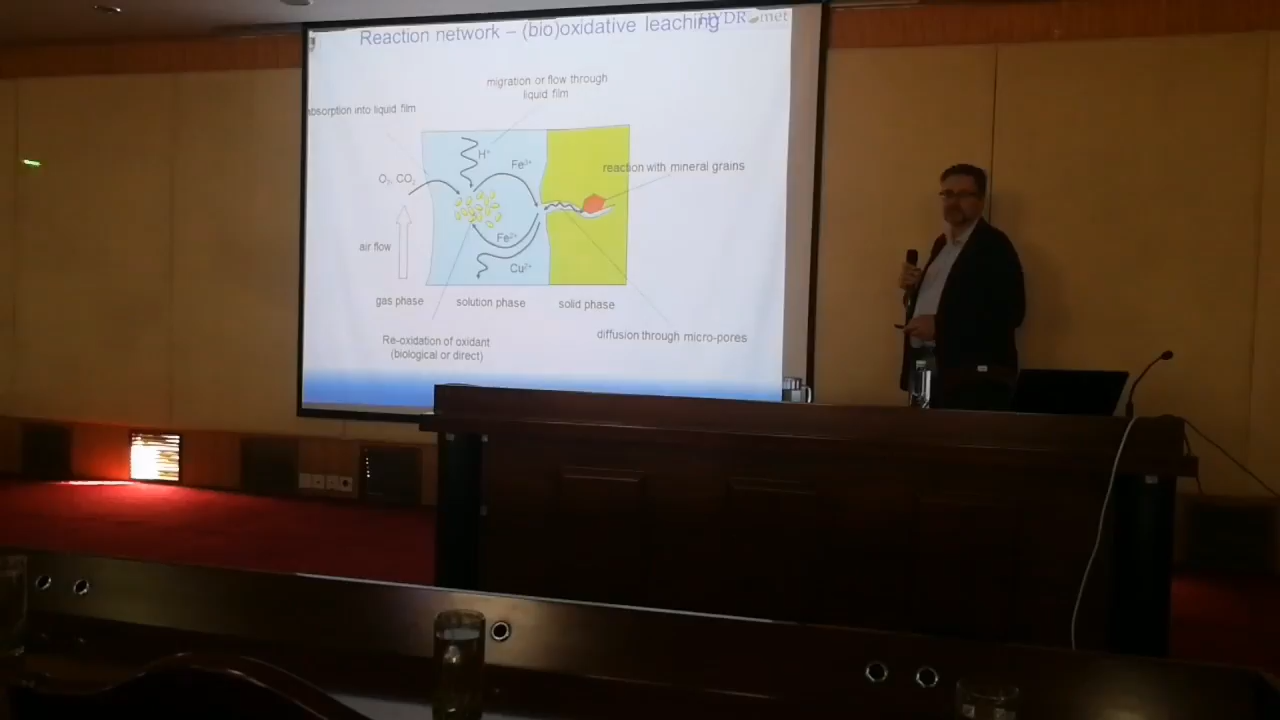 Reaction network – (bio)oxidative leaching
HYDROmet
migration or flow through
liquid film
absorption into liquid film
H⁺
Fe³⁺
reaction with mineral grains
O₂, CO₂
air flow
Fe²⁺
Cu²⁺
gas phase
solution phase
solid phase
Re-oxidation of oxidant
(biological or direct)
diffusion through micro-pores